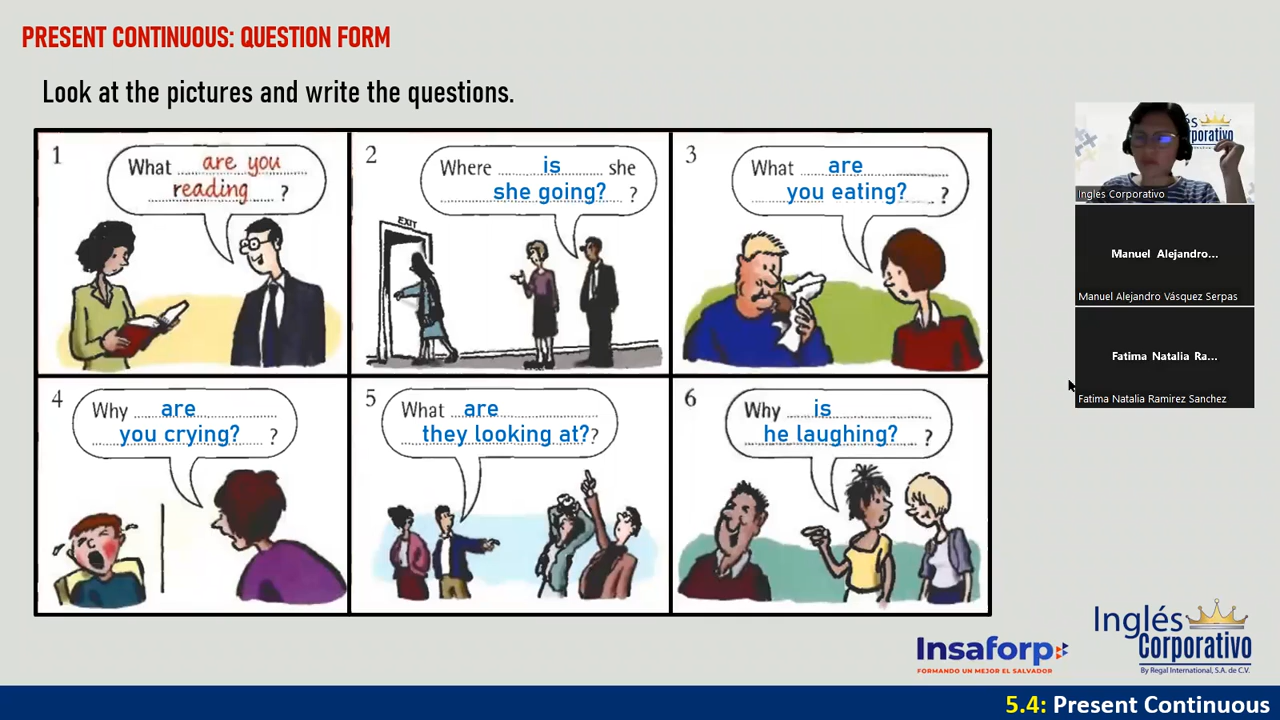 PRESENT CONTINUOUS: QUESTION FORM
Look at the pictures and write the questions.
1
What are you
reading ?
2
Where is she
she going? ?
EXIT
3
What are
you eating? ?
4
Why are
you crying? ?
5
What are
they looking at??
6
Why is
he laughing? ?
és
rporativo
Inglés Corporativo
Manuel Alejandro...
Manuel Alejandro Vásquez Serpas
Fatima Natalia Ra...
Fatima Natalia Ramirez Sanchez
Insaforp
FORMANDO UN MEJOR EL SALVADOR
Inglés
Corporativo
By Regal International, S.A. de C.V.
5.4: Present Continuous